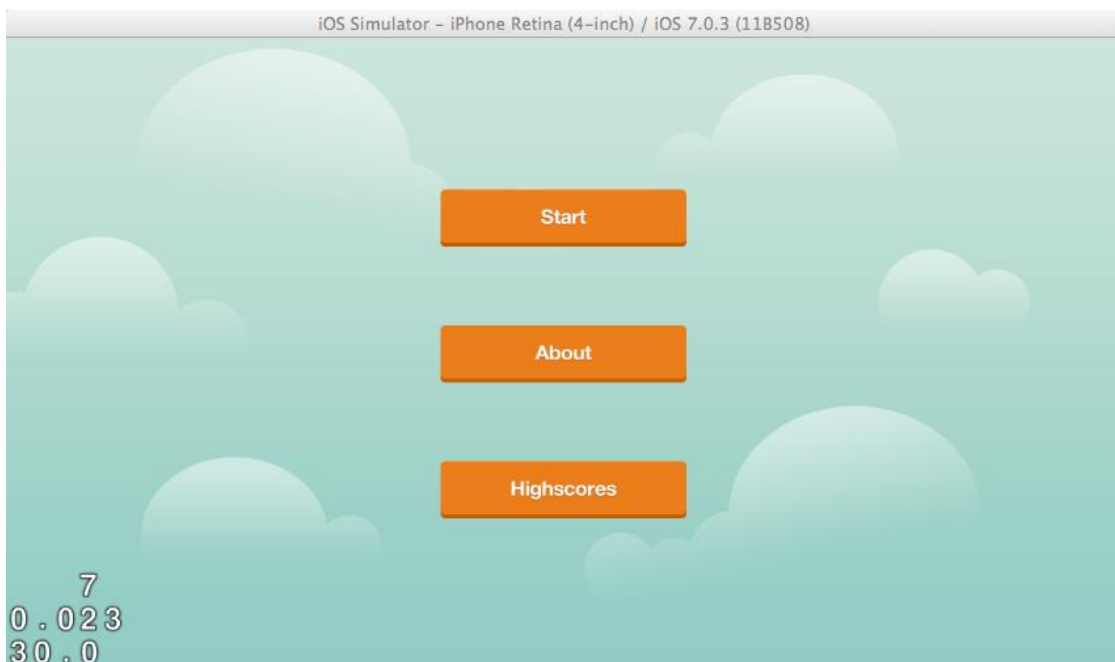 iOS Simulator – iPhone Retina (4-inch) / iOS 7.0.3 (11B508)
Start
About
Highscores
7
0.023
30.0